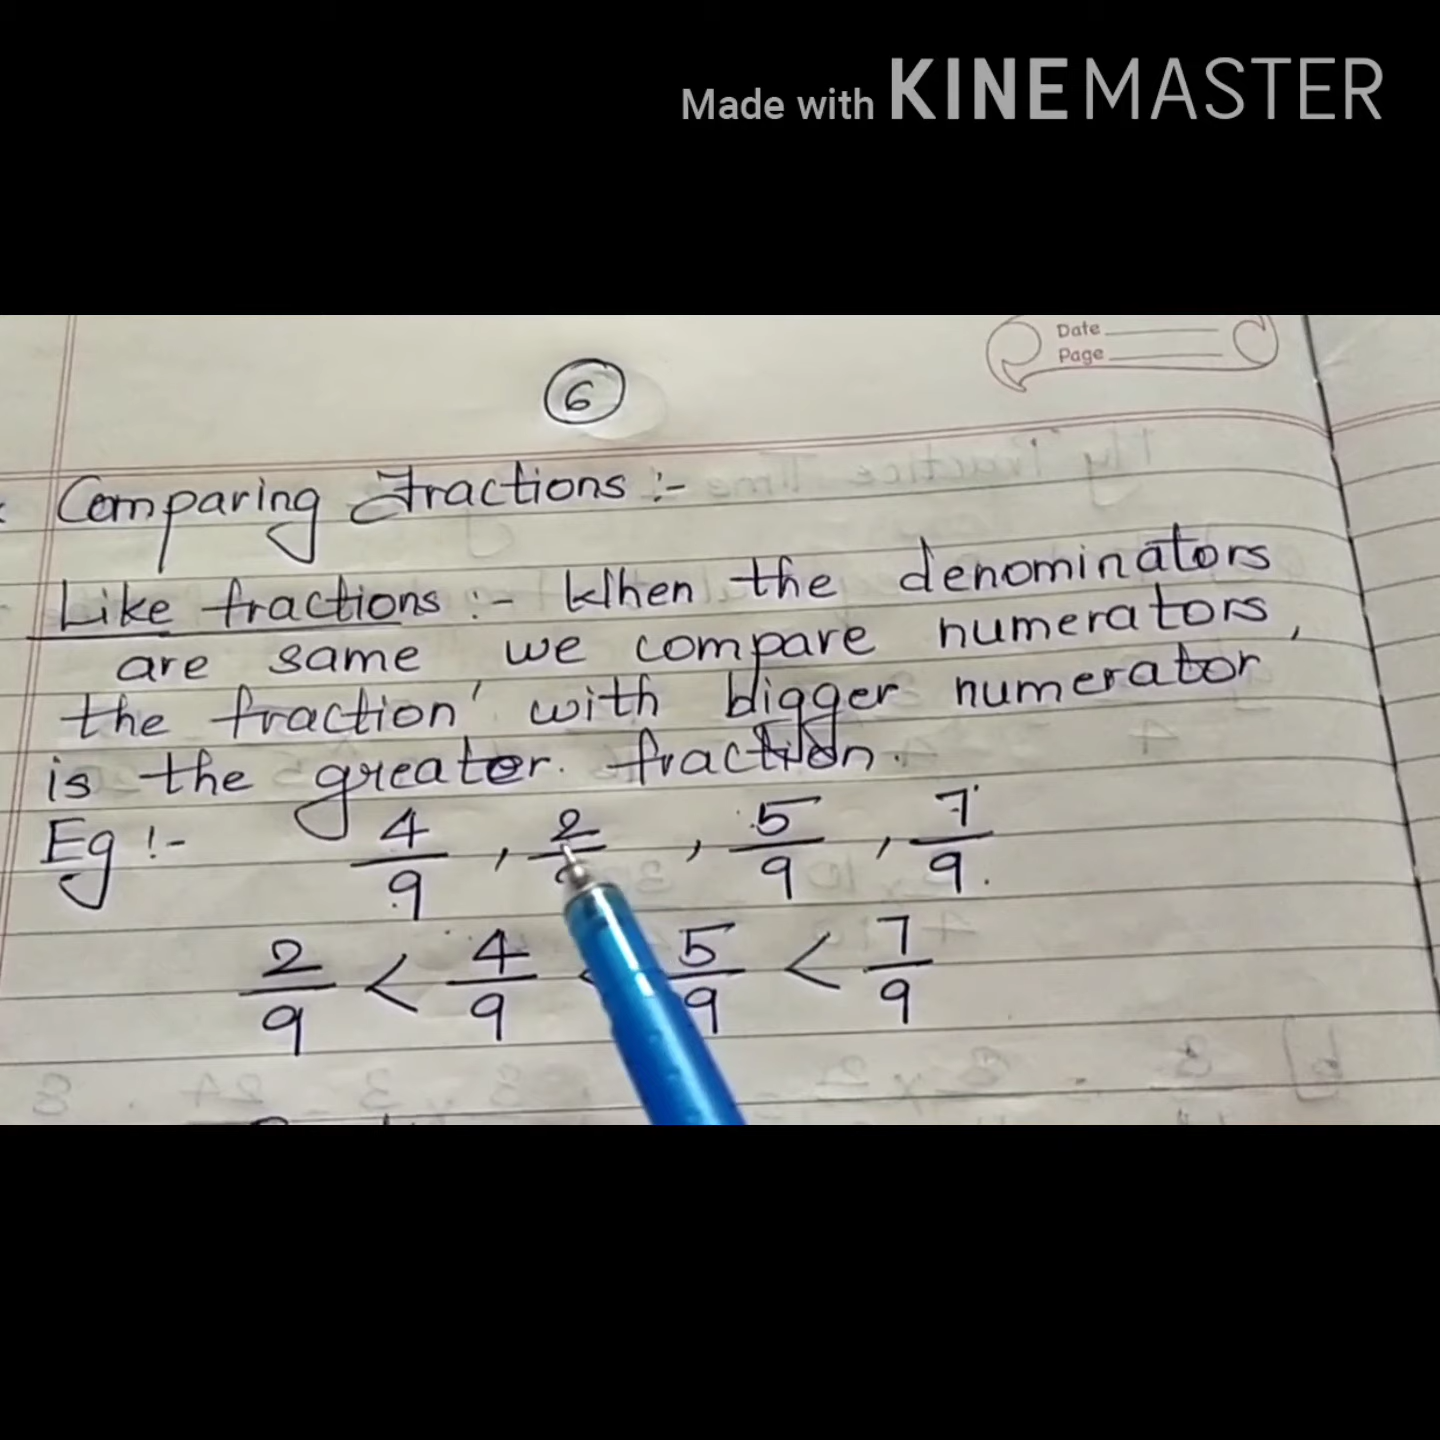 Made with KINEMASTER
Date
Page
6
Comparing Fractions :-
Like fractions :- When the denominators
are same we compare numerators,
the fraction with bigger numerator
is the greater fraction.
Eg :- 4/9 , 2/ , 5/9 , 7/9.
2/9 < 4/9 < 5/9 < 7/9